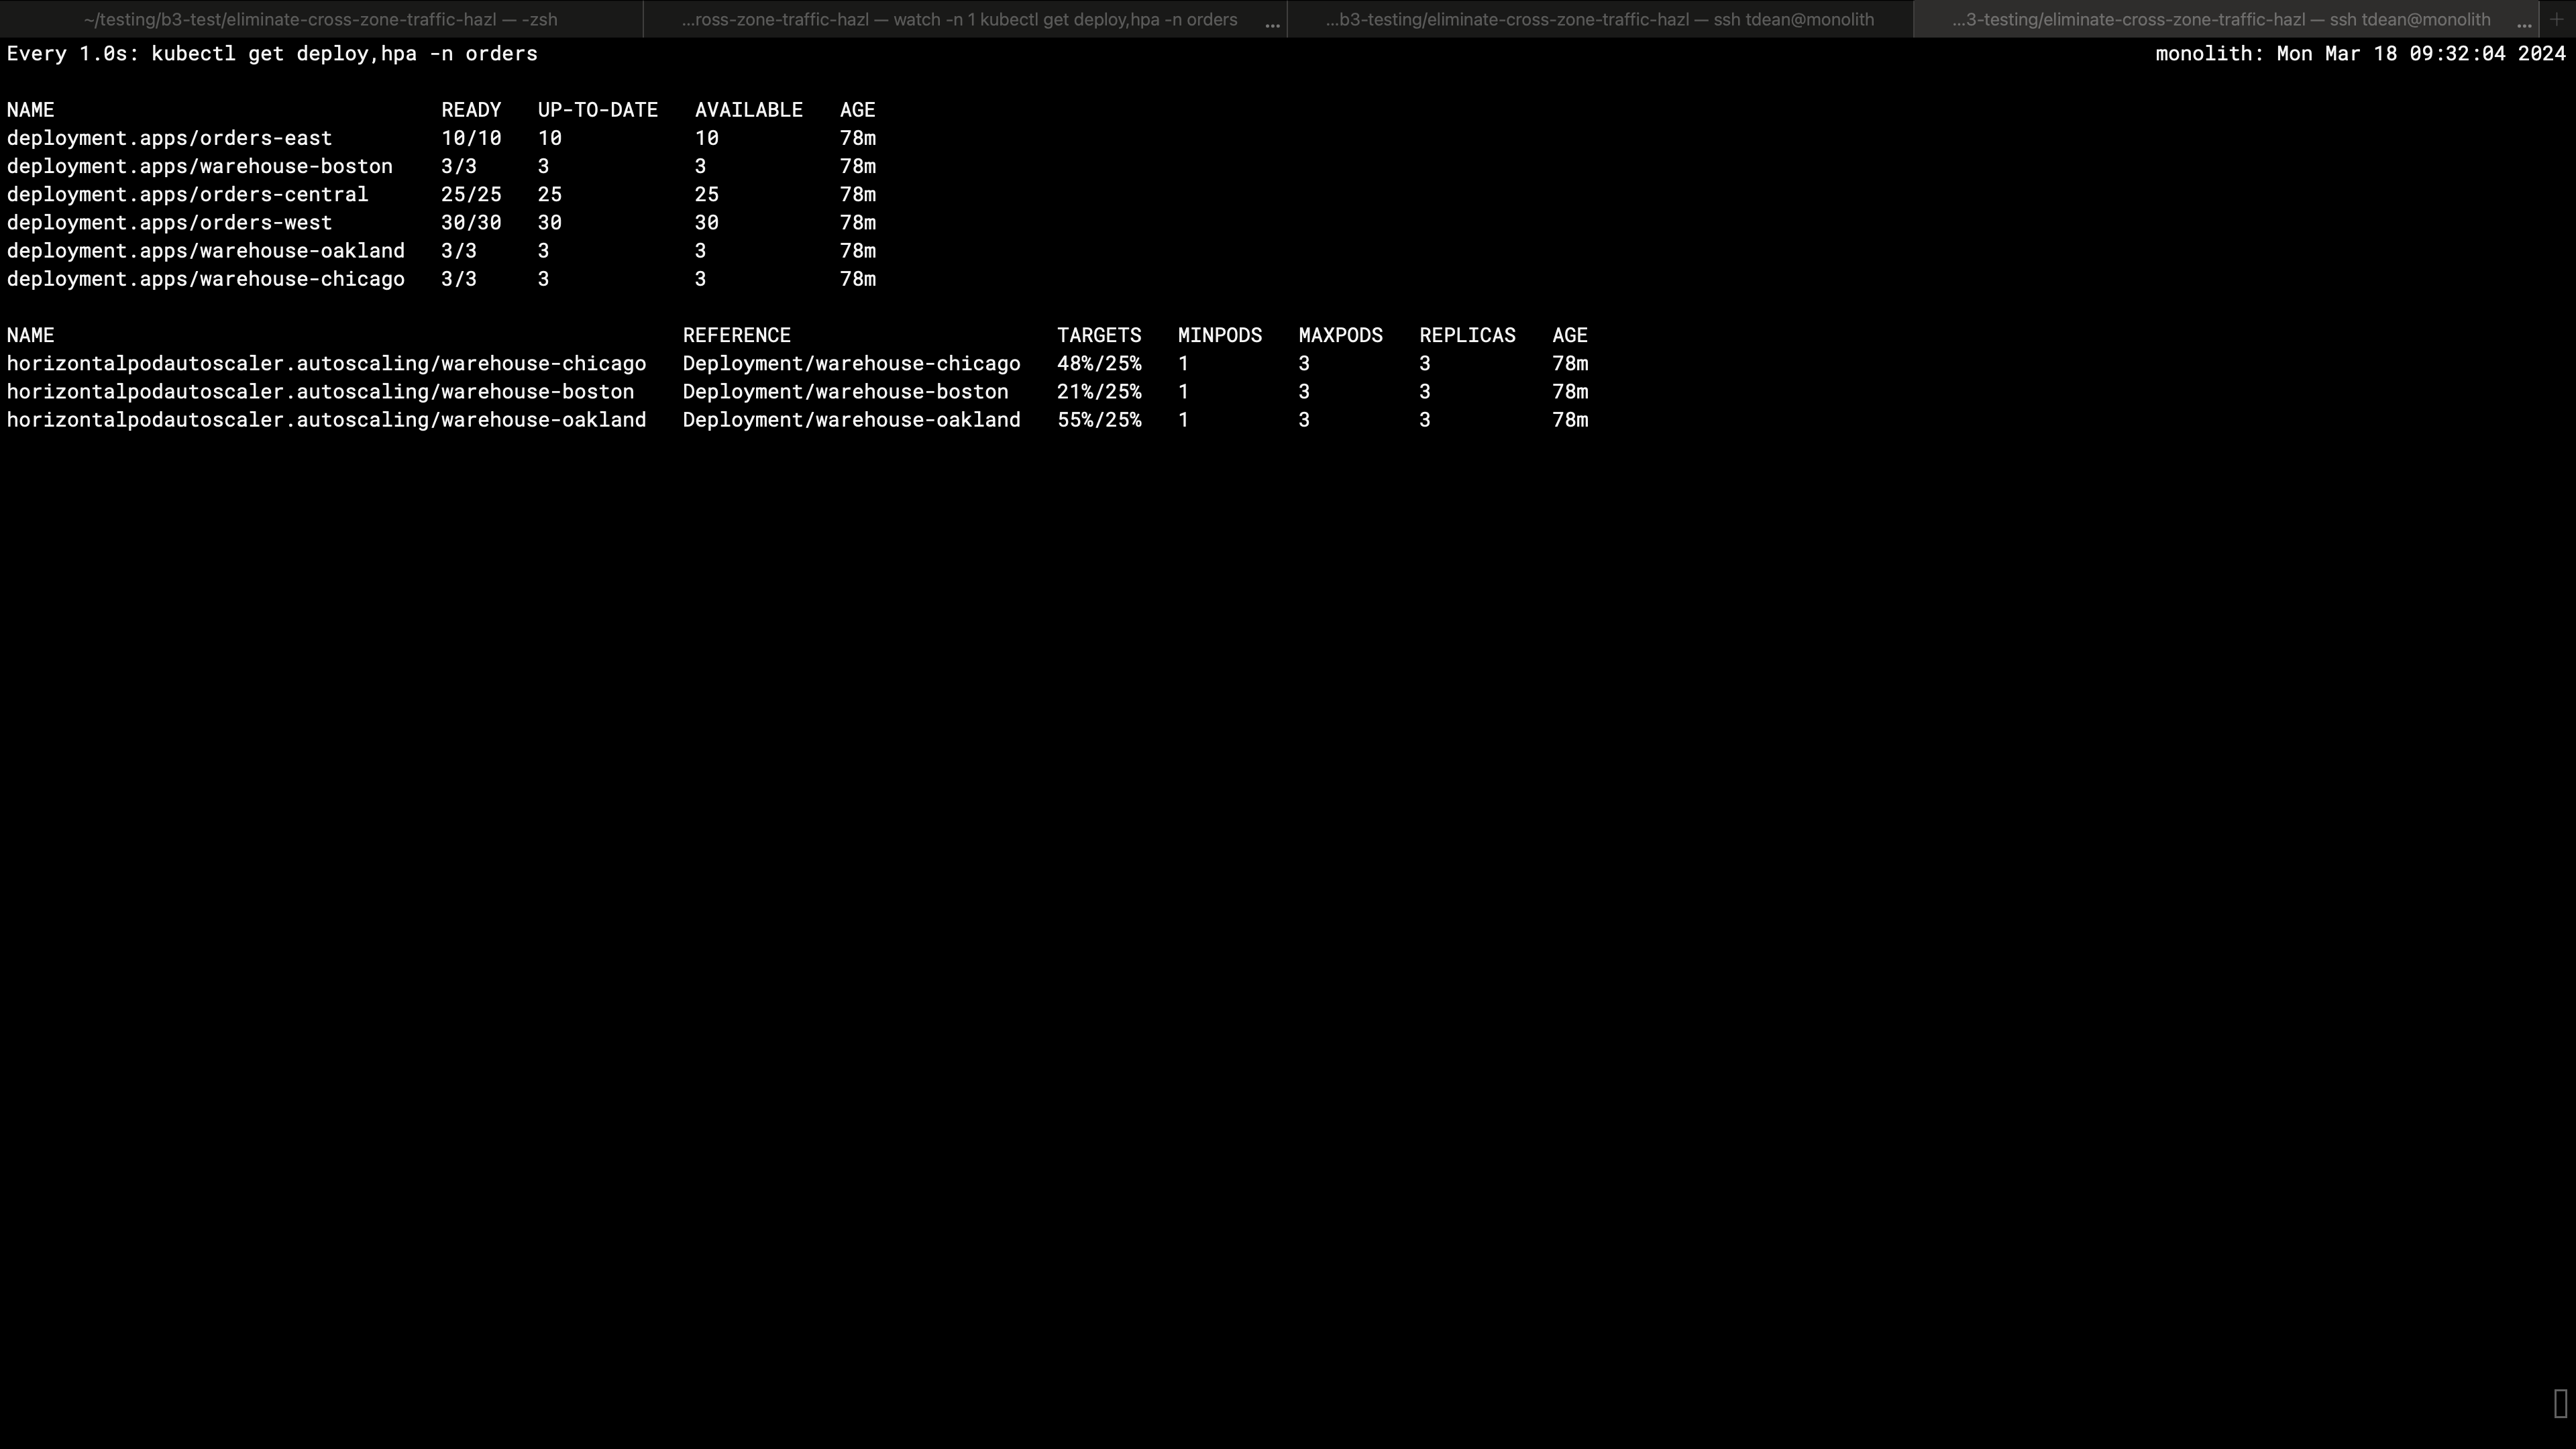 ~/testing/b3-test/eliminate-cross-zone-traffic-hazl — -zsh
...ross-zone-traffic-hazl — watch -n 1 kubectl get deploy,hpa -n orders ...
...b3-testing/eliminate-cross-zone-traffic-hazl — ssh tdean@monolith
...3-testing/eliminate-cross-zone-traffic-hazl — ssh tdean@monolith ... +
Every 1.0s: kubectl get deploy,hpa -n orders monolith: Mon Mar 18 09:32:04 2024
NAME READY UP-TO-DATE AVAILABLE AGE
deployment.apps/orders-east 10/10 10 10 78m
deployment.apps/warehouse-boston 3/3 3 3 78m
deployment.apps/orders-central 25/25 25 25 78m
deployment.apps/orders-west 30/30 30 30 78m
deployment.apps/warehouse-oakland 3/3 3 3 78m
deployment.apps/warehouse-chicago 3/3 3 3 78m
NAME REFERENCE TARGETS MINPODS MAXPODS REPLICAS AGE
horizontalpodautoscaler.autoscaling/warehouse-chicago Deployment/warehouse-chicago 48%/25% 1 3 3 78m
horizontalpodautoscaler.autoscaling/warehouse-boston Deployment/warehouse-boston 21%/25% 1 3 3 78m
horizontalpodautoscaler.autoscaling/warehouse-oakland Deployment/warehouse-oakland 55%/25% 1 3 3 78m